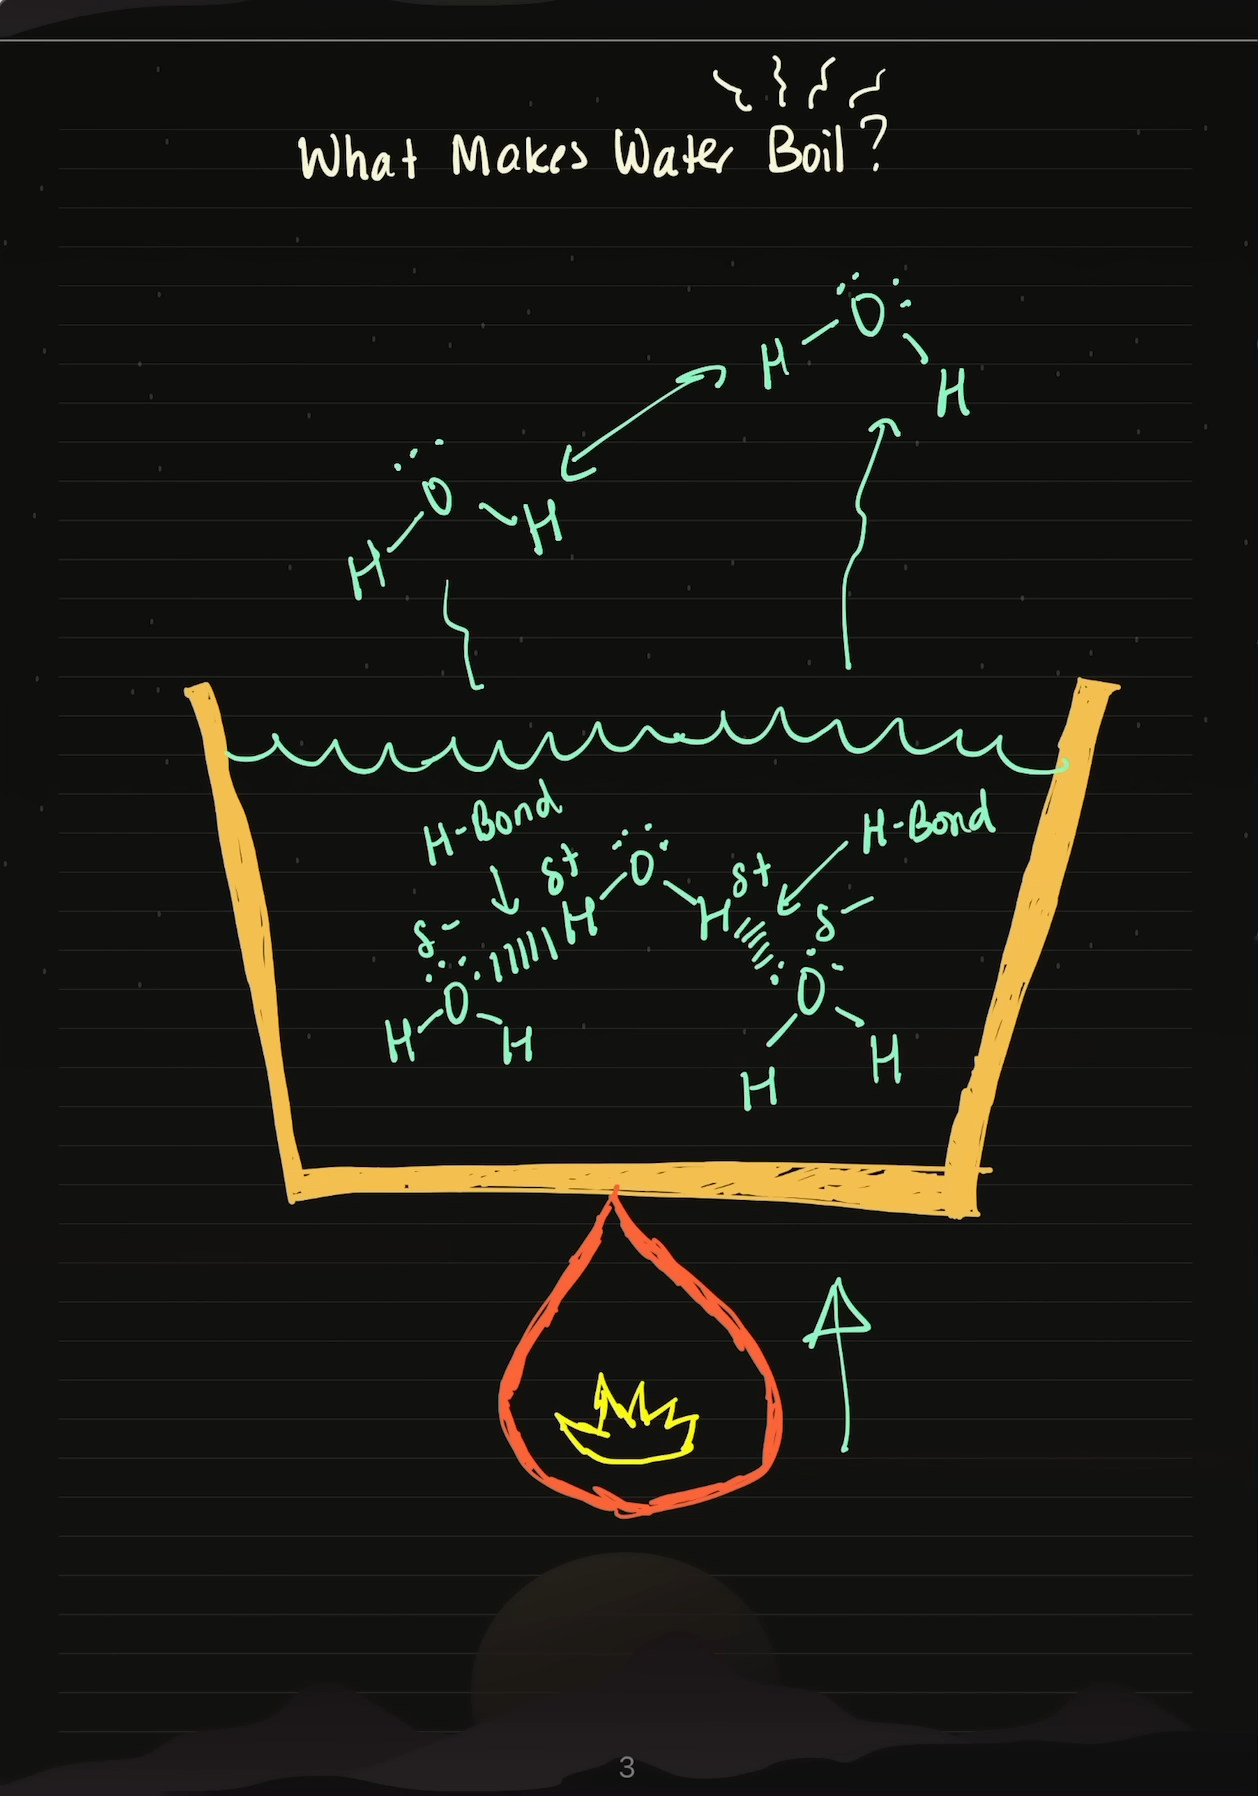 What Makes Water Boil?
H O H
O H
H
H-Bond H-Bond
δ+ O δ+
δ- H H δ-
O O
H H H H
3